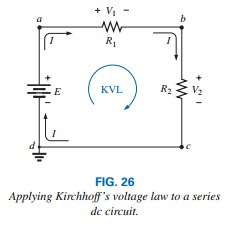 + V1 -
a
b
I
R1
I
+
E
-
KVL
R2
+
V2
-
I
d
c
FIG. 26
Applying Kirchhoff's voltage law to a series
dc circuit.